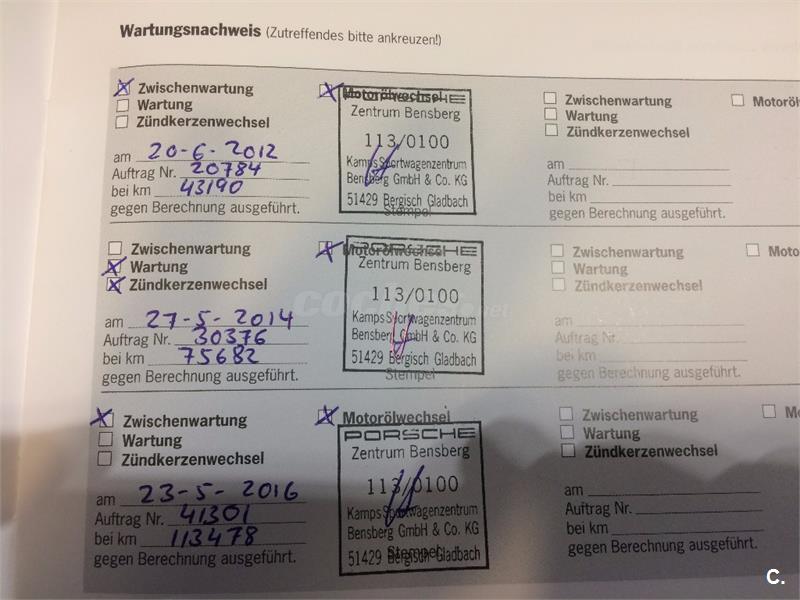 Wartungsnachweis (Zutreffendes bitte ankreuzen!)
Zwischenwartung
Wartung
Zündkerzenwechsel
am 20-6-2012
Auftrag Nr. 20784
bei km 43190
gegen Berechnung ausgeführt.
Motorölwechsel
PORSCHE
Zentrum Bensberg
113/0100
Kamps Sportwagenzentrum
Bensberg GmbH & Co. KG
51429 Bergisch Gladbach
Stempel
Zwischenwartung
Wartung
Zündkerzenwechsel
am
Auftrag Nr.
bei km
gegen Berechnung ausgeführt.
Motoröl
Zwischenwartung
Wartung
Zündkerzenwechsel
am 27-5-2014
Auftrag Nr. 30376
bei km 75682
gegen Berechnung ausgeführt.
Motorölwechsel
PORSCHE
Zentrum Bensberg
113/0100
Kamps Sportwagenzentrum
Bensberg GmbH & Co. KG
51429 Bergisch Gladbach
Stempel
Zwischenwartung
Wartung
Zündkerzenwechsel
am
Auftrag Nr.
bei km
gegen Berechnung ausgeführt.
Moto
Zwischenwartung
Wartung
Zündkerzenwechsel
am 23-5-2016
Auftrag Nr. 41301
bei km 113478
gegen Berechnung ausgeführt.
Motorölwechsel
PORSCHE
Zentrum Bensberg
113/0100
Kamps Sportwagenzentrum
Bensberg GmbH & Co. KG
51429 Bergisch Gladbach
Stempel
Zwischenwartung
Wartung
Zündkerzenwechsel
am
Auftrag Nr.
bei km
gegen Berechnung ausgeführt.
M
C.